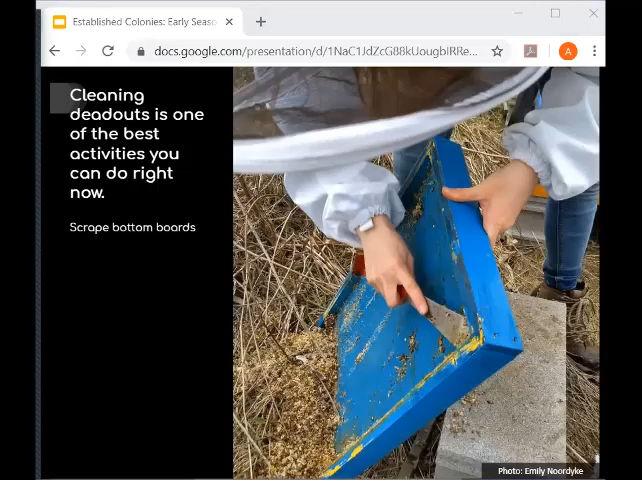 Established Colonies: Early Seaso
docs.google.com/presentation/d/1NaC1JdZcG88kUougbIRRe...
A
Cleaning
deadouts is one
of the best
activities you
can do right
now.
Scrape bottom boards
Photo: Emily Noordyke